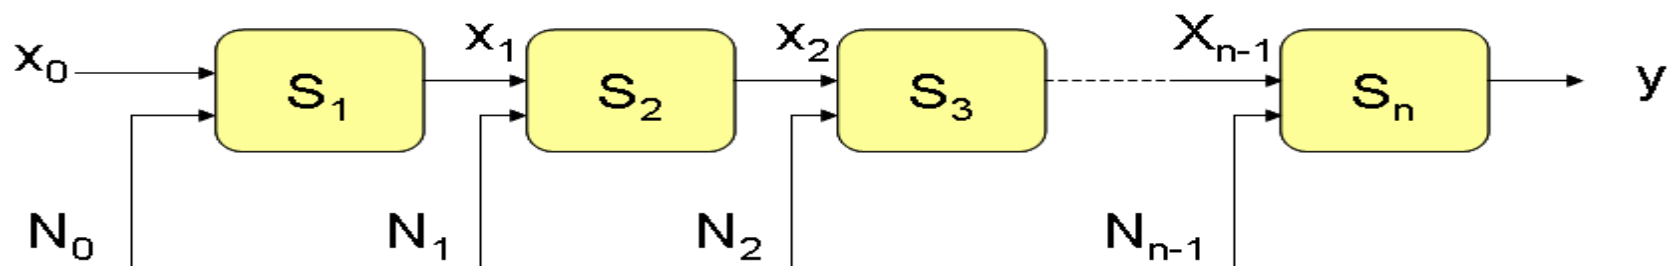 x₀ S₁ x₁ S₂ x₂ S₃ Xₙ₋₁ Sₙ y
N₀ N₁ N₂ Nₙ₋₁